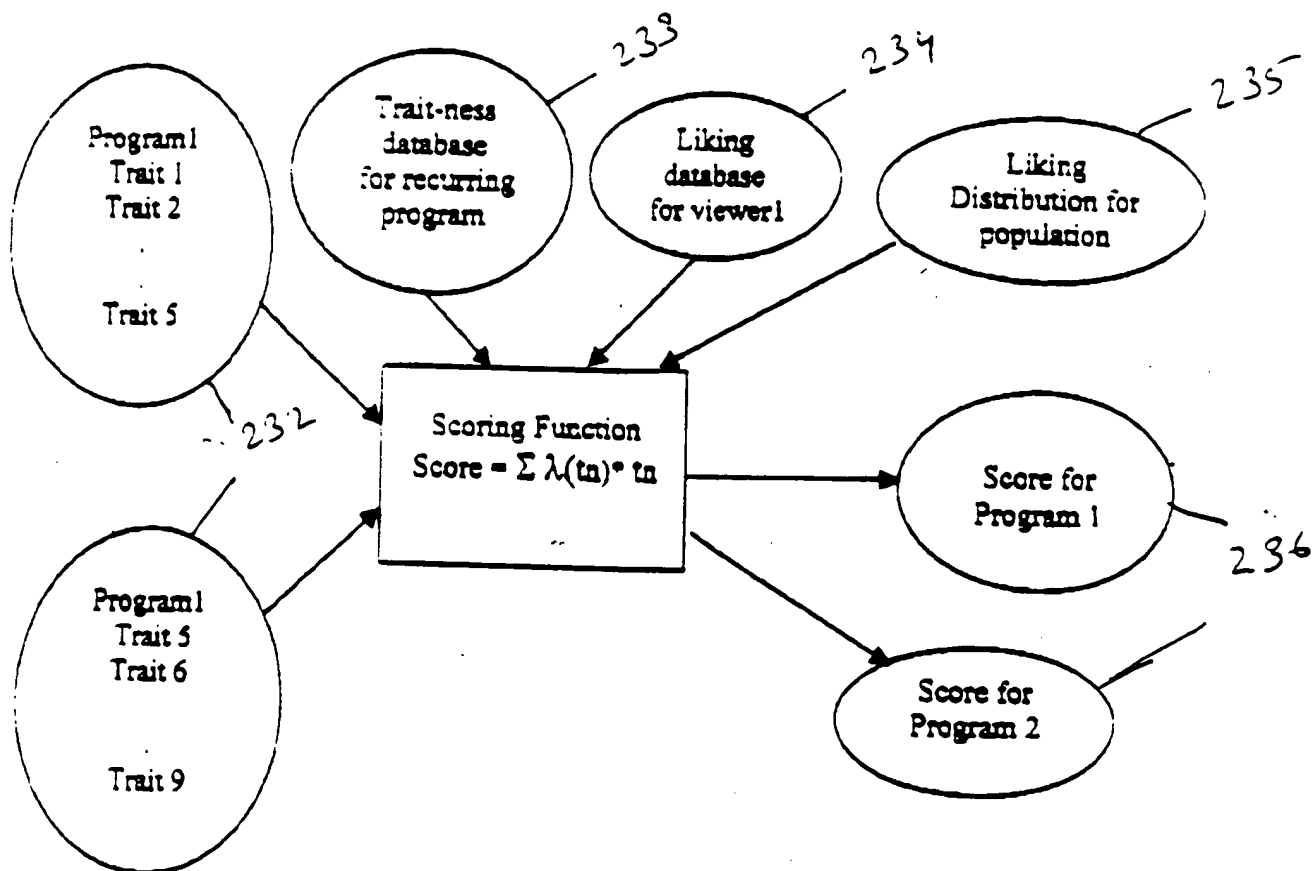 233
234
235
Program1
Trait 1
Trait 2
.
Trait 5
Trait-ness
database
for recurring
program
Liking
database
for viewer1
Liking
Distribution for
population
232
Scoring Function
Score = Σ λ(tn)* tn
Score for
Program 1
236
Program1
Trait 5
Trait 6
.
Trait 9
Score for
Program 2